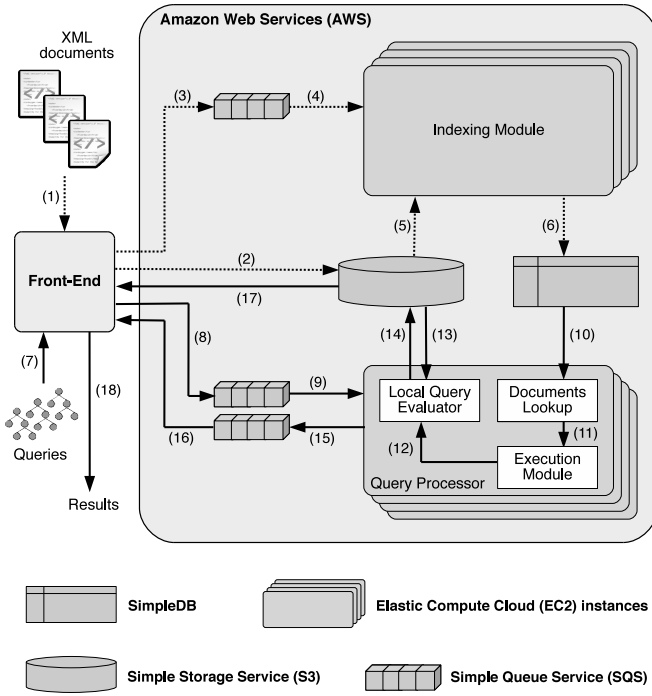 Amazon Web Services (AWS)
XML
documents
</>
</>
</>
(1)
(3)
(4)
Indexing Module
(5)
(6)
Front-End
(2)
(17)
(8)
(14)
(13)
(10)
(7)
(18)
(9)
Local Query
Evaluator
Documents
Lookup
(16)
(15)
(12)
(11)
Execution
Module
Query Processor
Queries
Results
SimpleDB
Elastic Compute Cloud (EC2) instances
Simple Storage Service (S3)
Simple Queue Service (SQS)